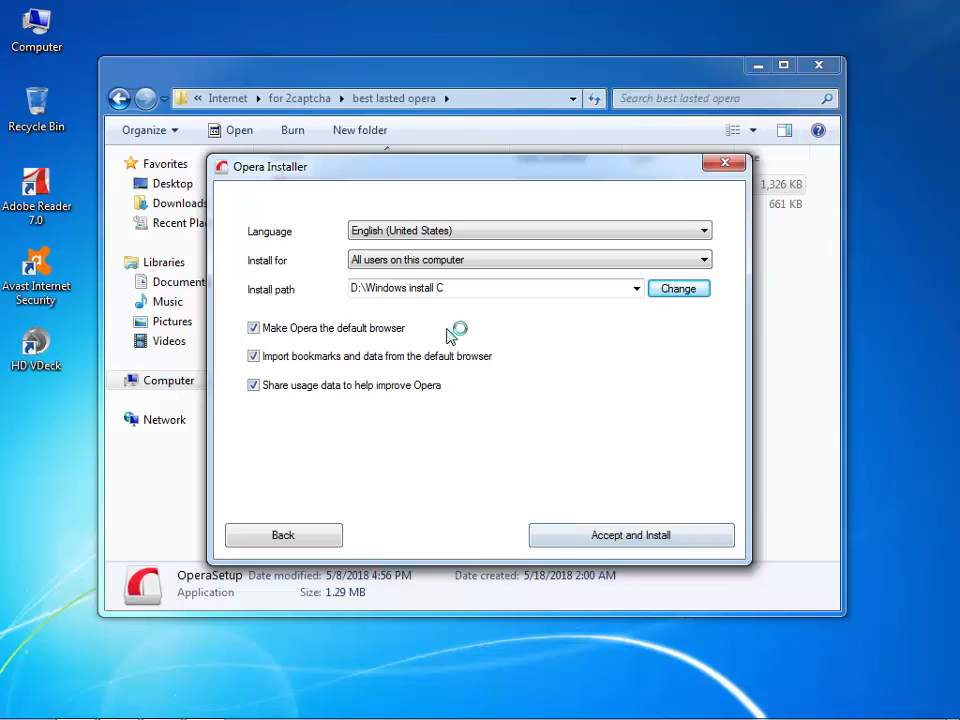 Computer
Recycle Bin
Adobe Reader
7.0
Avast Internet
Security
HD VDeck
« Internet for 2captcha best lasted opera
Search best lasted opera
Organize Open Burn New folder
Favorites
Desktop
Downloads
Recent Pla
Libraries
Document
Music
Pictures
Videos
Computer
Network
1,326 KB
661 KB
Opera Installer
Language English (United States)
Install for All users on this computer
Install path D:\Windows install C Change
Make Opera the default browser
Import bookmarks and data from the default browser
Share usage data to help improve Opera
Back Accept and Install
OperaSetup Date modified: 5/8/2018 4:56 PM Date created: 5/18/2018 2:00 AM
Application Size: 1.29 MB